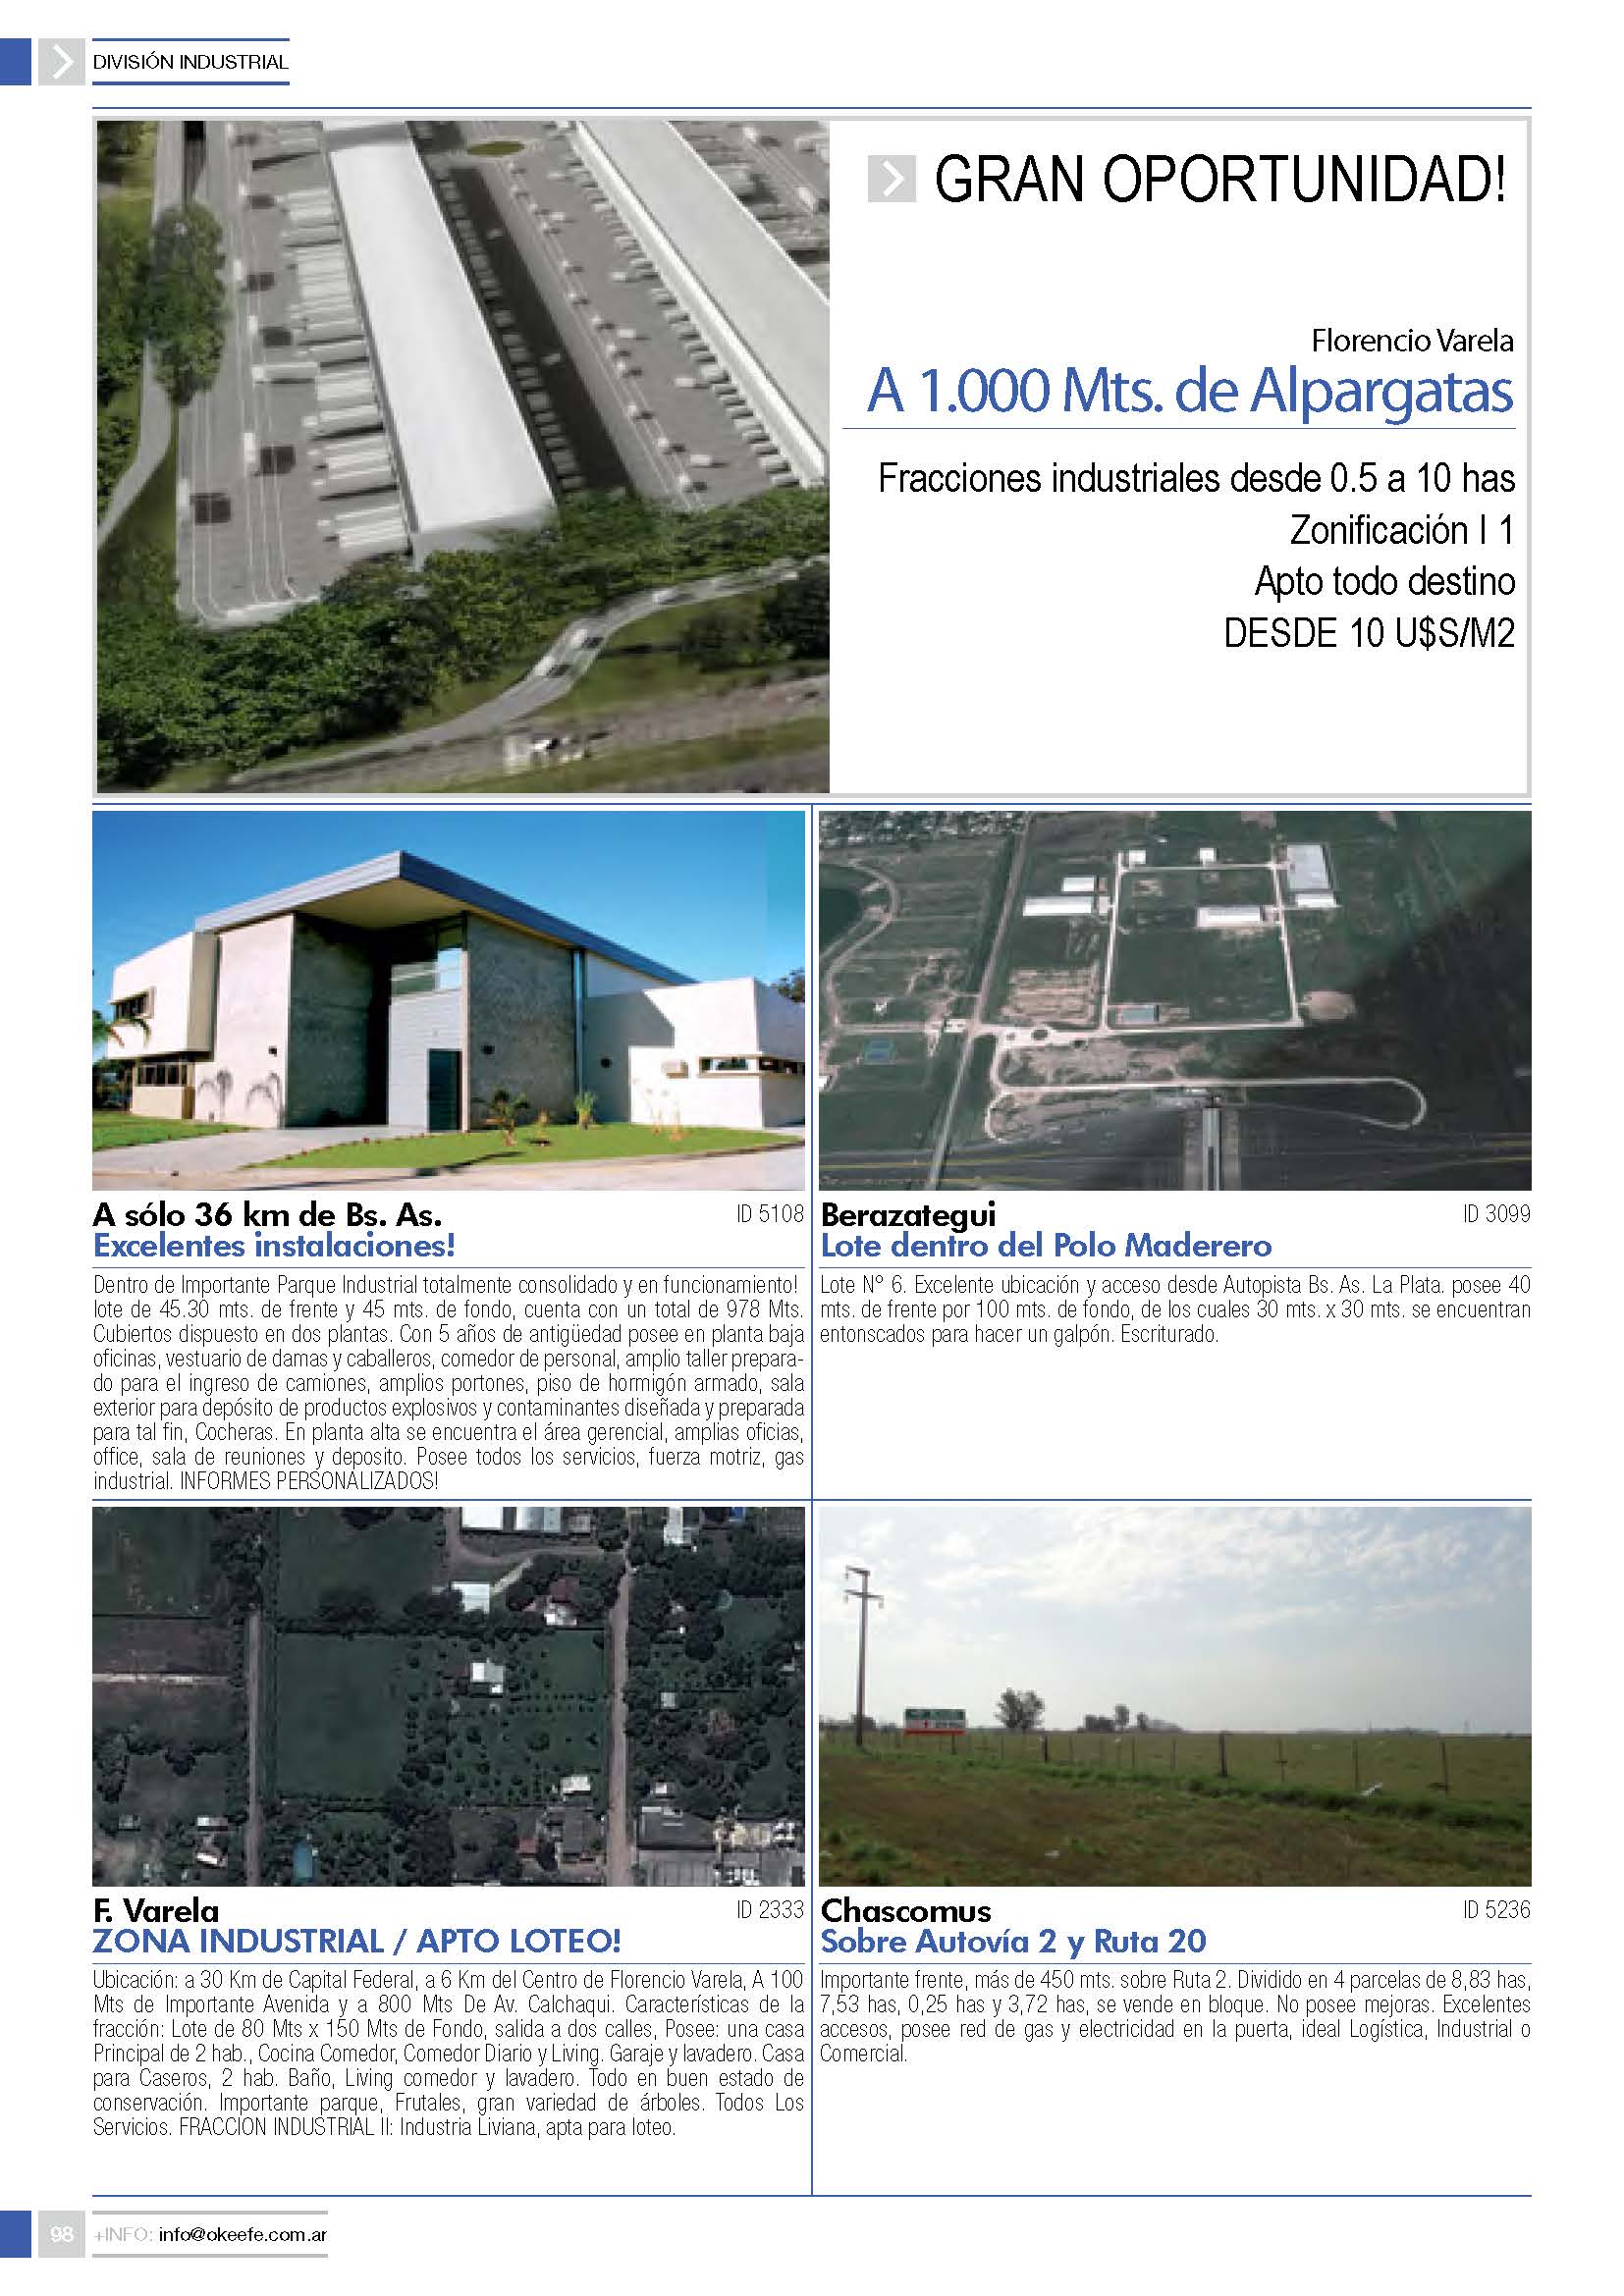 DIVISIÓN INDUSTRIAL
GRAN OPORTUNIDAD!
Florencio Varela
A 1.000 Mts. de Alpargatas
Fracciones industriales desde 0.5 a 10 has
Zonificación I 1
Apto todo destino
DESDE 10 U$S/M2
A sólo 36 km de Bs. As. ID 5108
Excelentes instalaciones!
Dentro de Importante Parque Industrial totalmente consolidado y en funcionamiento!
lote de 45.30 mts. de frente y 45 mts. de fondo, cuenta con un total de 978 Mts.
Cubiertos dispuesto en dos plantas. Con 5 años de antigüedad posee en planta baja
oficinas, vestuario de damas y caballeros, comedor de personal, amplio taller prepara-
do para el ingreso de camiones, amplios portones, piso de hormigón armado, sala
exterior para depósito de productos explosivos y contaminantes diseñada y preparada
para tal fin, Cocheras. En planta alta se encuentra el área gerencial, amplias oficias,
office, sala de reuniones y deposito. Posee todos los servicios, fuerza motriz, gas
industrial. INFORMES PERSONALIZADOS!
Berazategui ID 3099
Lote dentro del Polo Maderero
Lote Nº 6. Excelente ubicación y acceso desde Autopista Bs. As. La Plata. posee 40
mts. de frente por 100 mts. de fondo, de los cuales 30 mts. x 30 mts. se encuentran
entonscados para hacer un galpón. Escriturado.
F. Varela ID 2333
ZONA INDUSTRIAL / APTO LOTEO!
Ubicación: a 30 Km de Capital Federal, a 6 Km del Centro de Florencio Varela, A 100
Mts de Importante Avenida y a 800 Mts De Av. Calchaqui. Características de la
fracción: Lote de 80 Mts x 150 Mts de Fondo, salida a dos calles, Posee: una casa
Principal de 2 hab., Cocina Comedor, Comedor Diario y Living. Garaje y lavadero. Casa
para Caseros, 2 hab. Baño, Living comedor y lavadero. Todo en buen estado de
conservación. Importante parque, Frutales, gran variedad de árboles. Todos Los
Servicios. FRACCION INDUSTRIAL II: Industria Liviana, apta para loteo.
Chascomus ID 5236
Sobre Autovía 2 y Ruta 20
Importante frente, más de 450 mts. sobre Ruta 2. Dividido en 4 parcelas de 8,83 has,
7,53 has, 0,25 has y 3,72 has, se vende en bloque. No posee mejoras. Excelentes
accesos, posee red de gas y electricidad en la puerta, ideal Logística, Industrial o
Comercial.
98 +INFO: info@okeefe.com.ar